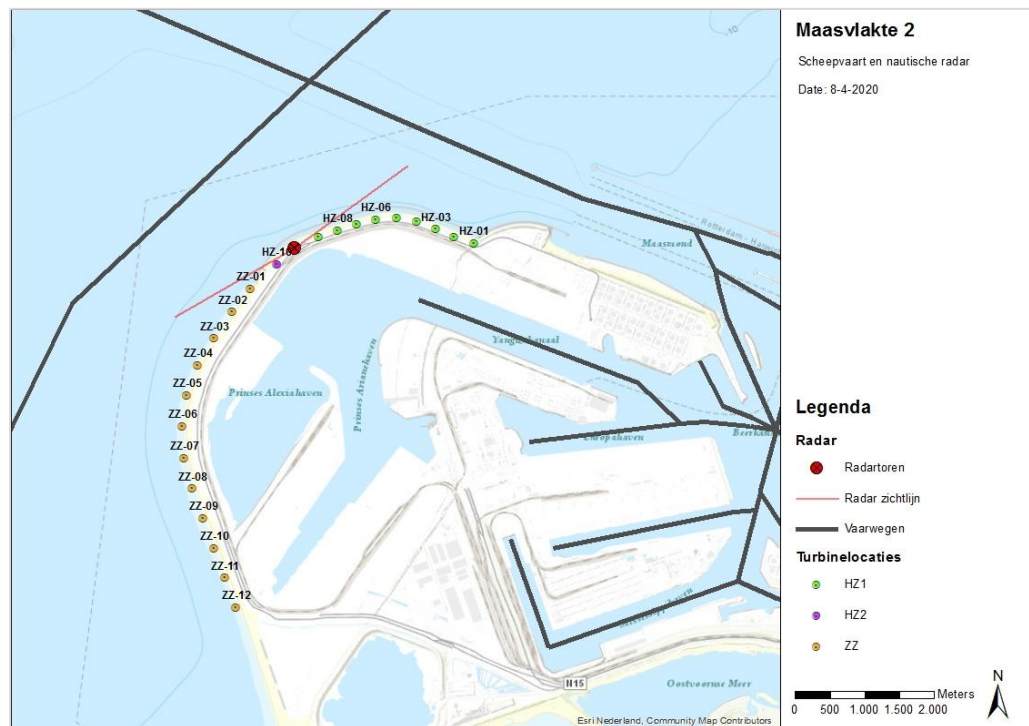 Maasvlakte 2
Scheepvaart en nautische radar
Date: 8-4-2020
HZ-08
HZ-06
HZ-03
HZ-01
HZ-10
ZZ-01
ZZ-02
ZZ-03
ZZ-04
ZZ-05
ZZ-06
ZZ-07
ZZ-08
ZZ-09
ZZ-10
ZZ-11
ZZ-12
-10
Maasmond
Yangtzekanaal
Prinses Arianehaven
Prinses Alexiahaven
Europahaven
N15
Oostvoornse Meer
Esri Nederland, Community Map Contributors
Legenda
Radar
Radartoren
Radar zichtlijn
Vaarwegen
Turbinelocaties
HZ1
HZ2
ZZ
N
Meters
0 500 1.000 1.500 2.000